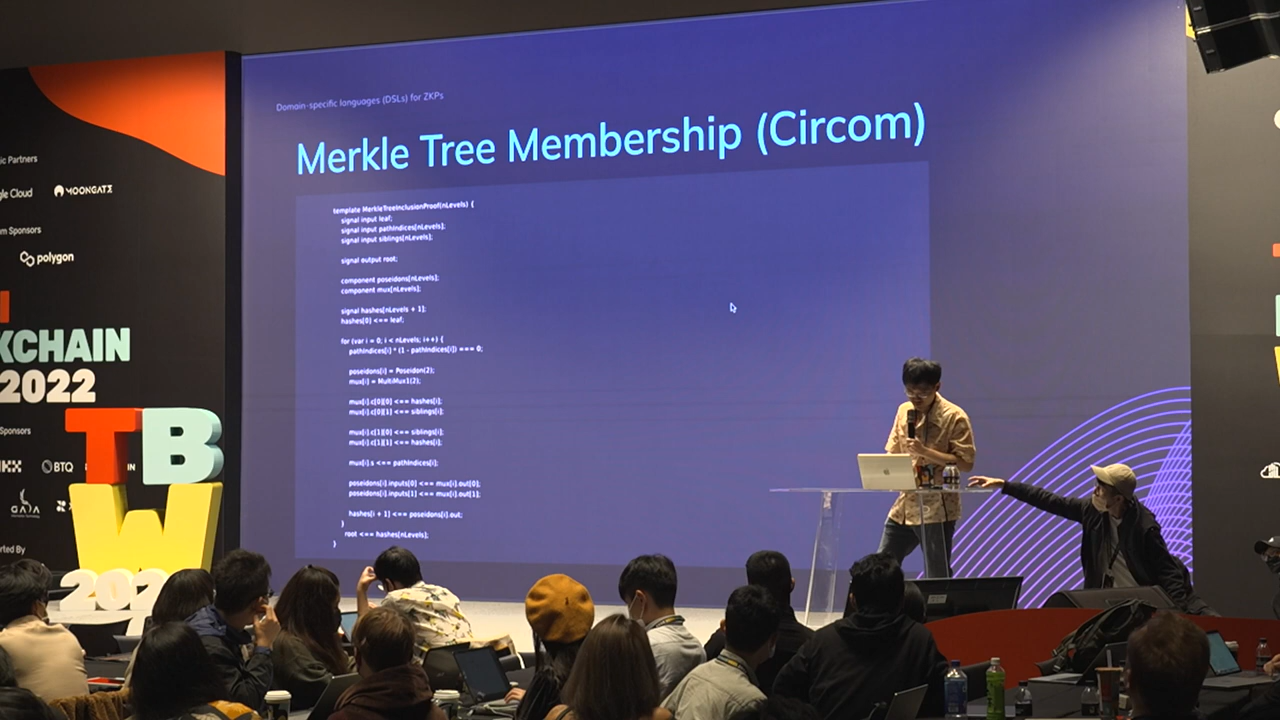 Domain-specific languages (DSLs) for ZKPs
Merkle Tree Membership (Circom)
template MerkleTreeInclusionProof(nLevels) {
signal input leaf;
signal input pathIndices[nLevels];
signal input siblings[nLevels];
signal output root;
component poseidons[nLevels];
component mux[nLevels];
signal hashes[nLevels + 1];
hashes[0] <== leaf;
for (var i = 0; i < nLevels; i++) {
pathIndices[i] * (1 - pathIndices[i]) === 0;
poseidons[i] = Poseidon(2);
mux[i] = MultiMux1(2);
mux[i].c[0][0] <== hashes[i];
mux[i].c[0][1] <== siblings[i];
mux[i].c[1][0] <== siblings[i];
mux[i].c[1][1] <== hashes[i];
mux[i].s <== pathIndices[i];
poseidons[i].inputs[0] <== mux[i].out[0];
poseidons[i].inputs[1] <== mux[i].out[1];
hashes[i + 1] <== poseidons[i].out;
}
root <== hashes[nLevels];
}
ic Partners
gle Cloud
MOONGATE
m Sponsors
polygon
KCHAIN
2022
Sponsors
BTQ
GAIA
rted By
TB
W
202